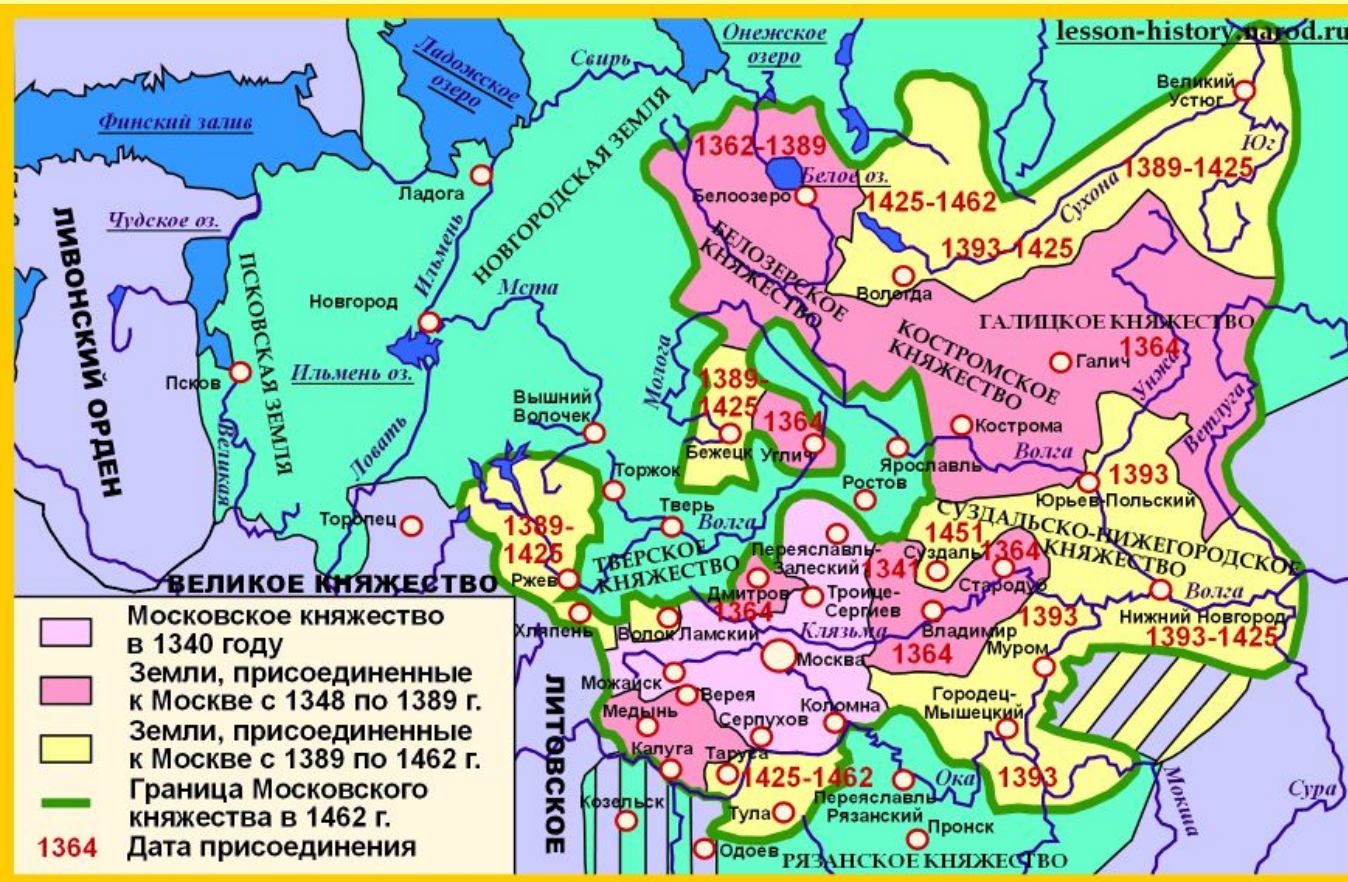 lesson-history.narod.ru
Ладожское
озеро
Свирь
Онежское
озеро
Великий
Устюг
Финский залив
1362-1389
Юг
Белое оз.
1389-1425
Ладога
Белоозеро
1425-1462
Сухона
Чудское оз.
НОВГОРОДСКАЯ ЗЕМЛЯ
БЕЛОЗЕРСКОЕ
КНЯЖЕСТВО
1393-1425
ЛИВОНСКИЙ ОРДЕН
ПСКОВСКАЯ ЗЕМЛЯ
Ильмень
Мста
Вологда
Новгород
КОСТРОМСКОЕ
КНЯЖЕСТВО
ГАЛИЦКОЕ КНЯЖЕСТВО
1364
Галич
Унжа
Ветлуга
Псков
Ильмень оз.
Молога
1389-
1425
Бежецк
1364
Углич
Вышний
Волочек
Великая
Ловать
Кострома
Ярославль
Волга
Торжок
Ростов
1393
Юрьев-Польский
Торопец
Тверь
Волга
1389-
1425
Ржев
ТВЕРСКОЕ
КНЯЖЕСТВО
Переяславль-
Залеский
1451
Суздаль
1341
1364
Стародуб
СУЗДАЛЬСКО-НИЖЕГОРОДСКОЕ
КНЯЖЕСТВО
Волга
ВЕЛИКОЕ КНЯЖЕСТВО
Дмитров
1364
Троице-
Сергиев
Хляпень
Волок Ламский
Клязьма
Владимир
1364
1393
Муром
Нижний Новгород
1393-1425
Москва
Можайск
Верея
Медынь
Серпухов
Коломна
Городец-
Мышецкий
Калуга
Таруса
1425-1462
Ока
1393
ЛИТОВСКОЕ
Козельск
Тула
Переяславль
Рязанский
Пронск
Мокша
Сура
Одоев
РЯЗАНСКОЕ КНЯЖЕСТВО
Московское княжество
в 1340 году
Земли, присоединенные
к Москве с 1348 по 1389 г.
Земли, присоединенные
к Москве с 1389 по 1462 г.
Граница Московского
княжества в 1462 г.
1364 Дата присоединения